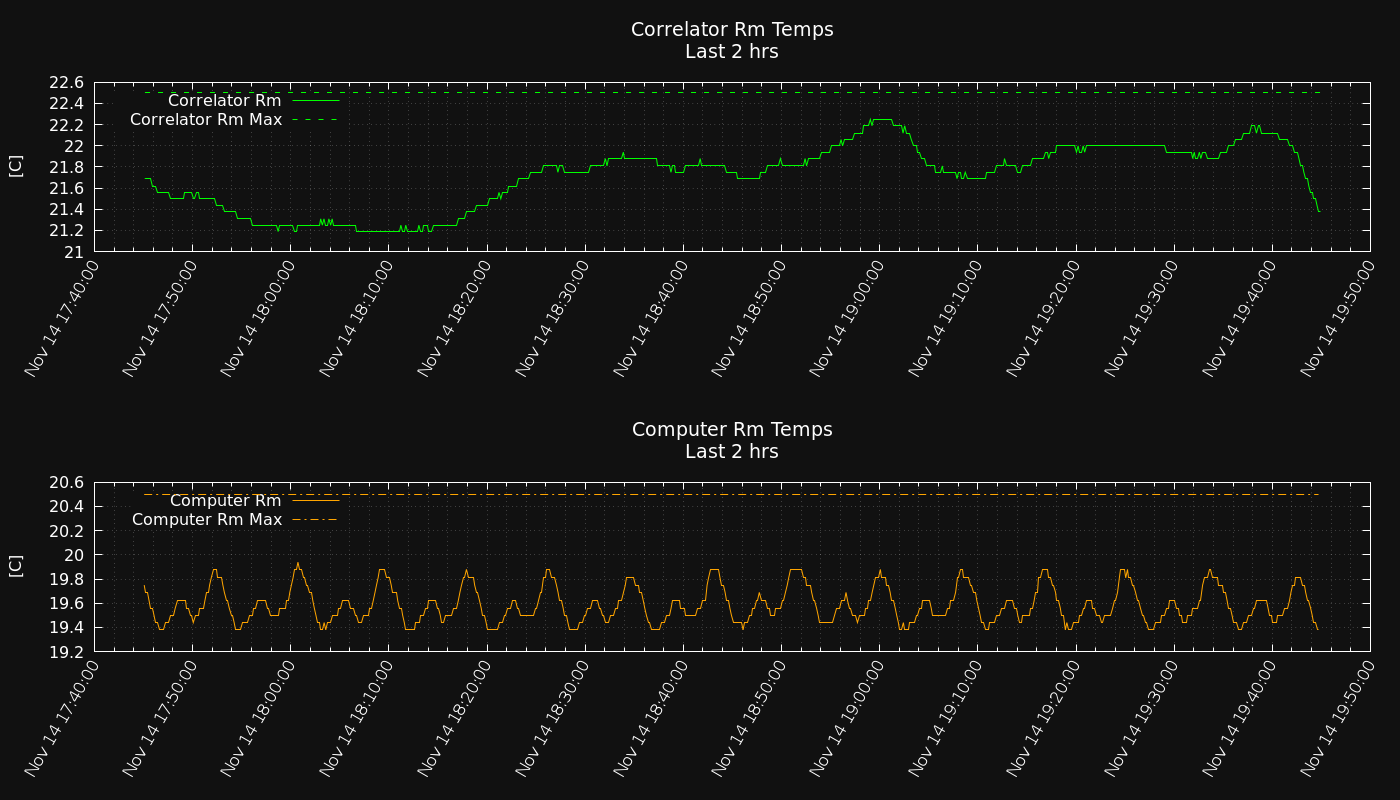 Correlator Rm Temps
Last 2 hrs
22.6
22.4
22.2
22
21.8
21.6
21.4
21.2
21
[C]
Correlator Rm
Correlator Rm Max
Nov 14 17:40:00
Nov 14 17:50:00
Nov 14 18:00:00
Nov 14 18:10:00
Nov 14 18:20:00
Nov 14 18:30:00
Nov 14 18:40:00
Nov 14 18:50:00
Nov 14 19:00:00
Nov 14 19:10:00
Nov 14 19:20:00
Nov 14 19:30:00
Nov 14 19:40:00
Nov 14 19:50:00
Computer Rm Temps
Last 2 hrs
20.6
20.4
20.2
20
19.8
19.6
19.4
19.2
[C]
Computer Rm
Computer Rm Max
Nov 14 17:40:00
Nov 14 17:50:00
Nov 14 18:00:00
Nov 14 18:10:00
Nov 14 18:20:00
Nov 14 18:30:00
Nov 14 18:40:00
Nov 14 18:50:00
Nov 14 19:00:00
Nov 14 19:10:00
Nov 14 19:20:00
Nov 14 19:30:00
Nov 14 19:40:00
Nov 14 19:50:00